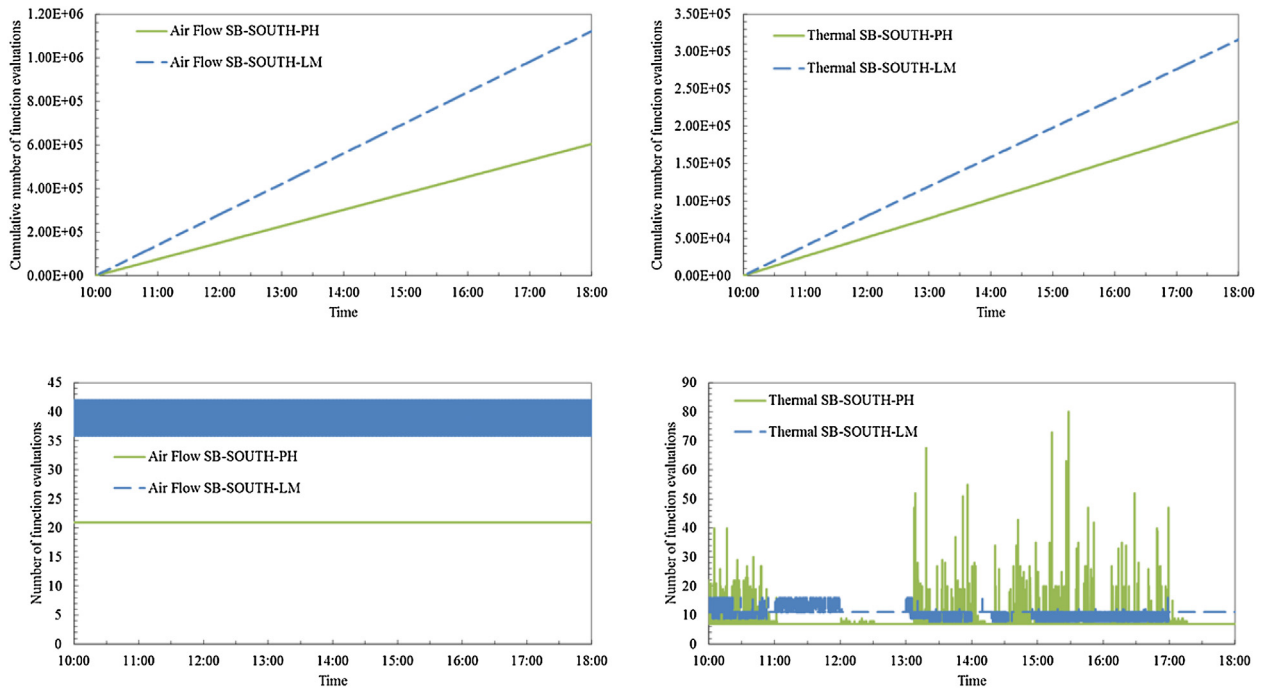 1.20E+06
1.00E+06
8.00E+05
6.00E+05
4.00E+05
2.00E+05
0.00E+00
Cumulative number of function evaluations
Air Flow SB-SOUTH-PH
Air Flow SB-SOUTH-LM
10:00 11:00 12:00 13:00 14:00 15:00 16:00 17:00 18:00
Time
3.50E+05
3.00E+05
2.50E+05
2.00E+05
1.50E+05
1.00E+05
5.00E+04
0.00E+00
Cumulative number of function evaluations
Thermal SB-SOUTH-PH
Thermal SB-SOUTH-LM
10:00 11:00 12:00 13:00 14:00 15:00 16:00 17:00 18:00
Time
45
40
35
30
25
20
15
10
5
0
Number of function evaluations
Air Flow SB-SOUTH-PH
Air Flow SB-SOUTH-LM
10:00 11:00 12:00 13:00 14:00 15:00 16:00 17:00 18:00
Time
90
80
70
60
50
40
30
20
10
0
Number of function evaluations
Thermal SB-SOUTH-PH
Thermal SB-SOUTH-LM
10:00 11:00 12:00 13:00 14:00 15:00 16:00 17:00 18:00
Time